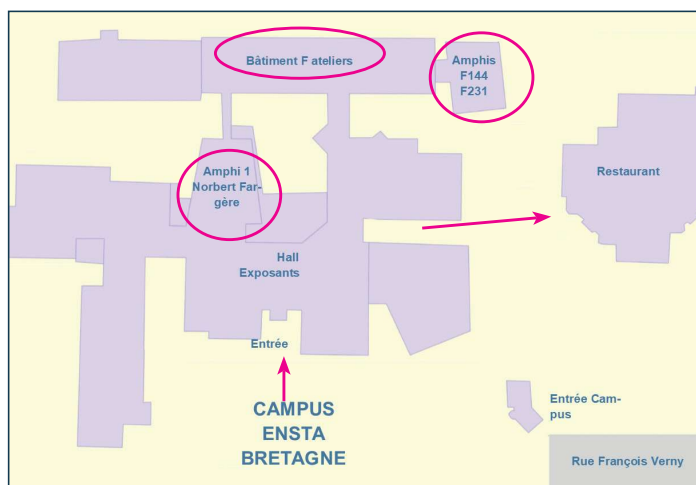 Bâtiment F ateliers
Amphis
F144
F231
Amphi 1
Norbert Far-
gère
Restaurant
Hall
Exposants
Entrée
CAMPUS
ENSTA
BRETAGNE
Entrée Cam-
pus
Rue François Verny